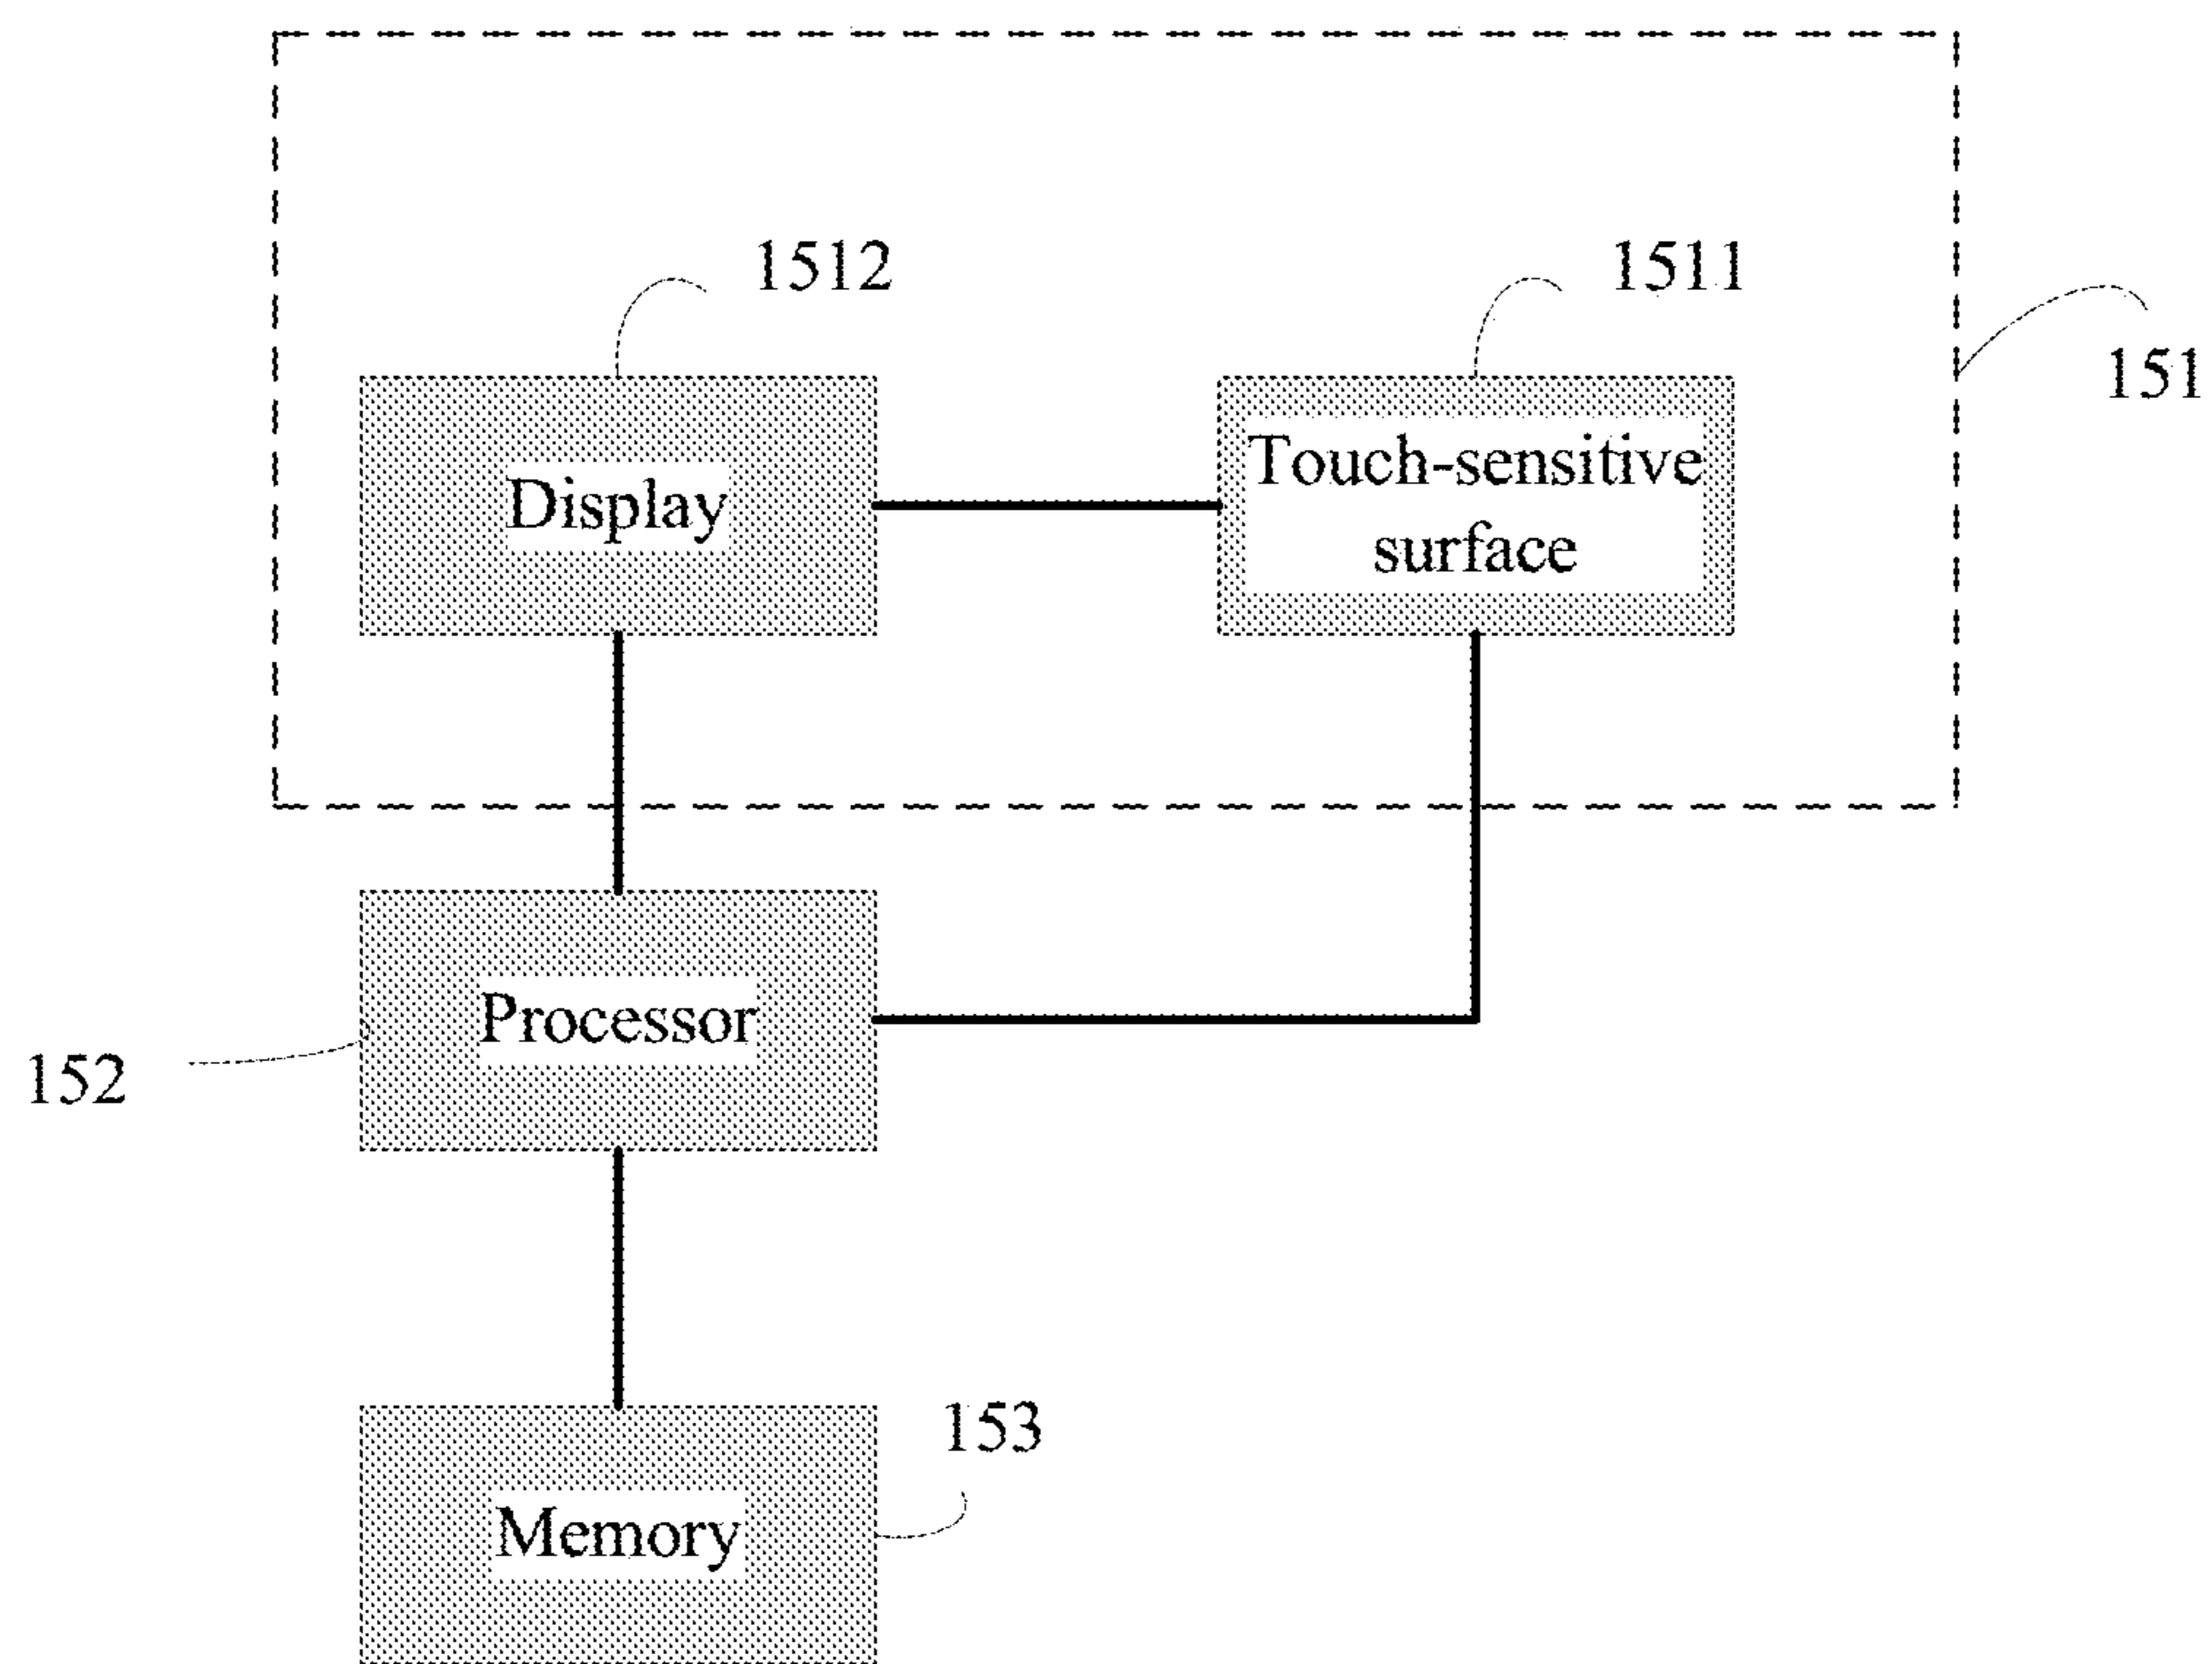 1512
1511
151
Display
Touch-sensitive
surface
Processor
152
153
Memory